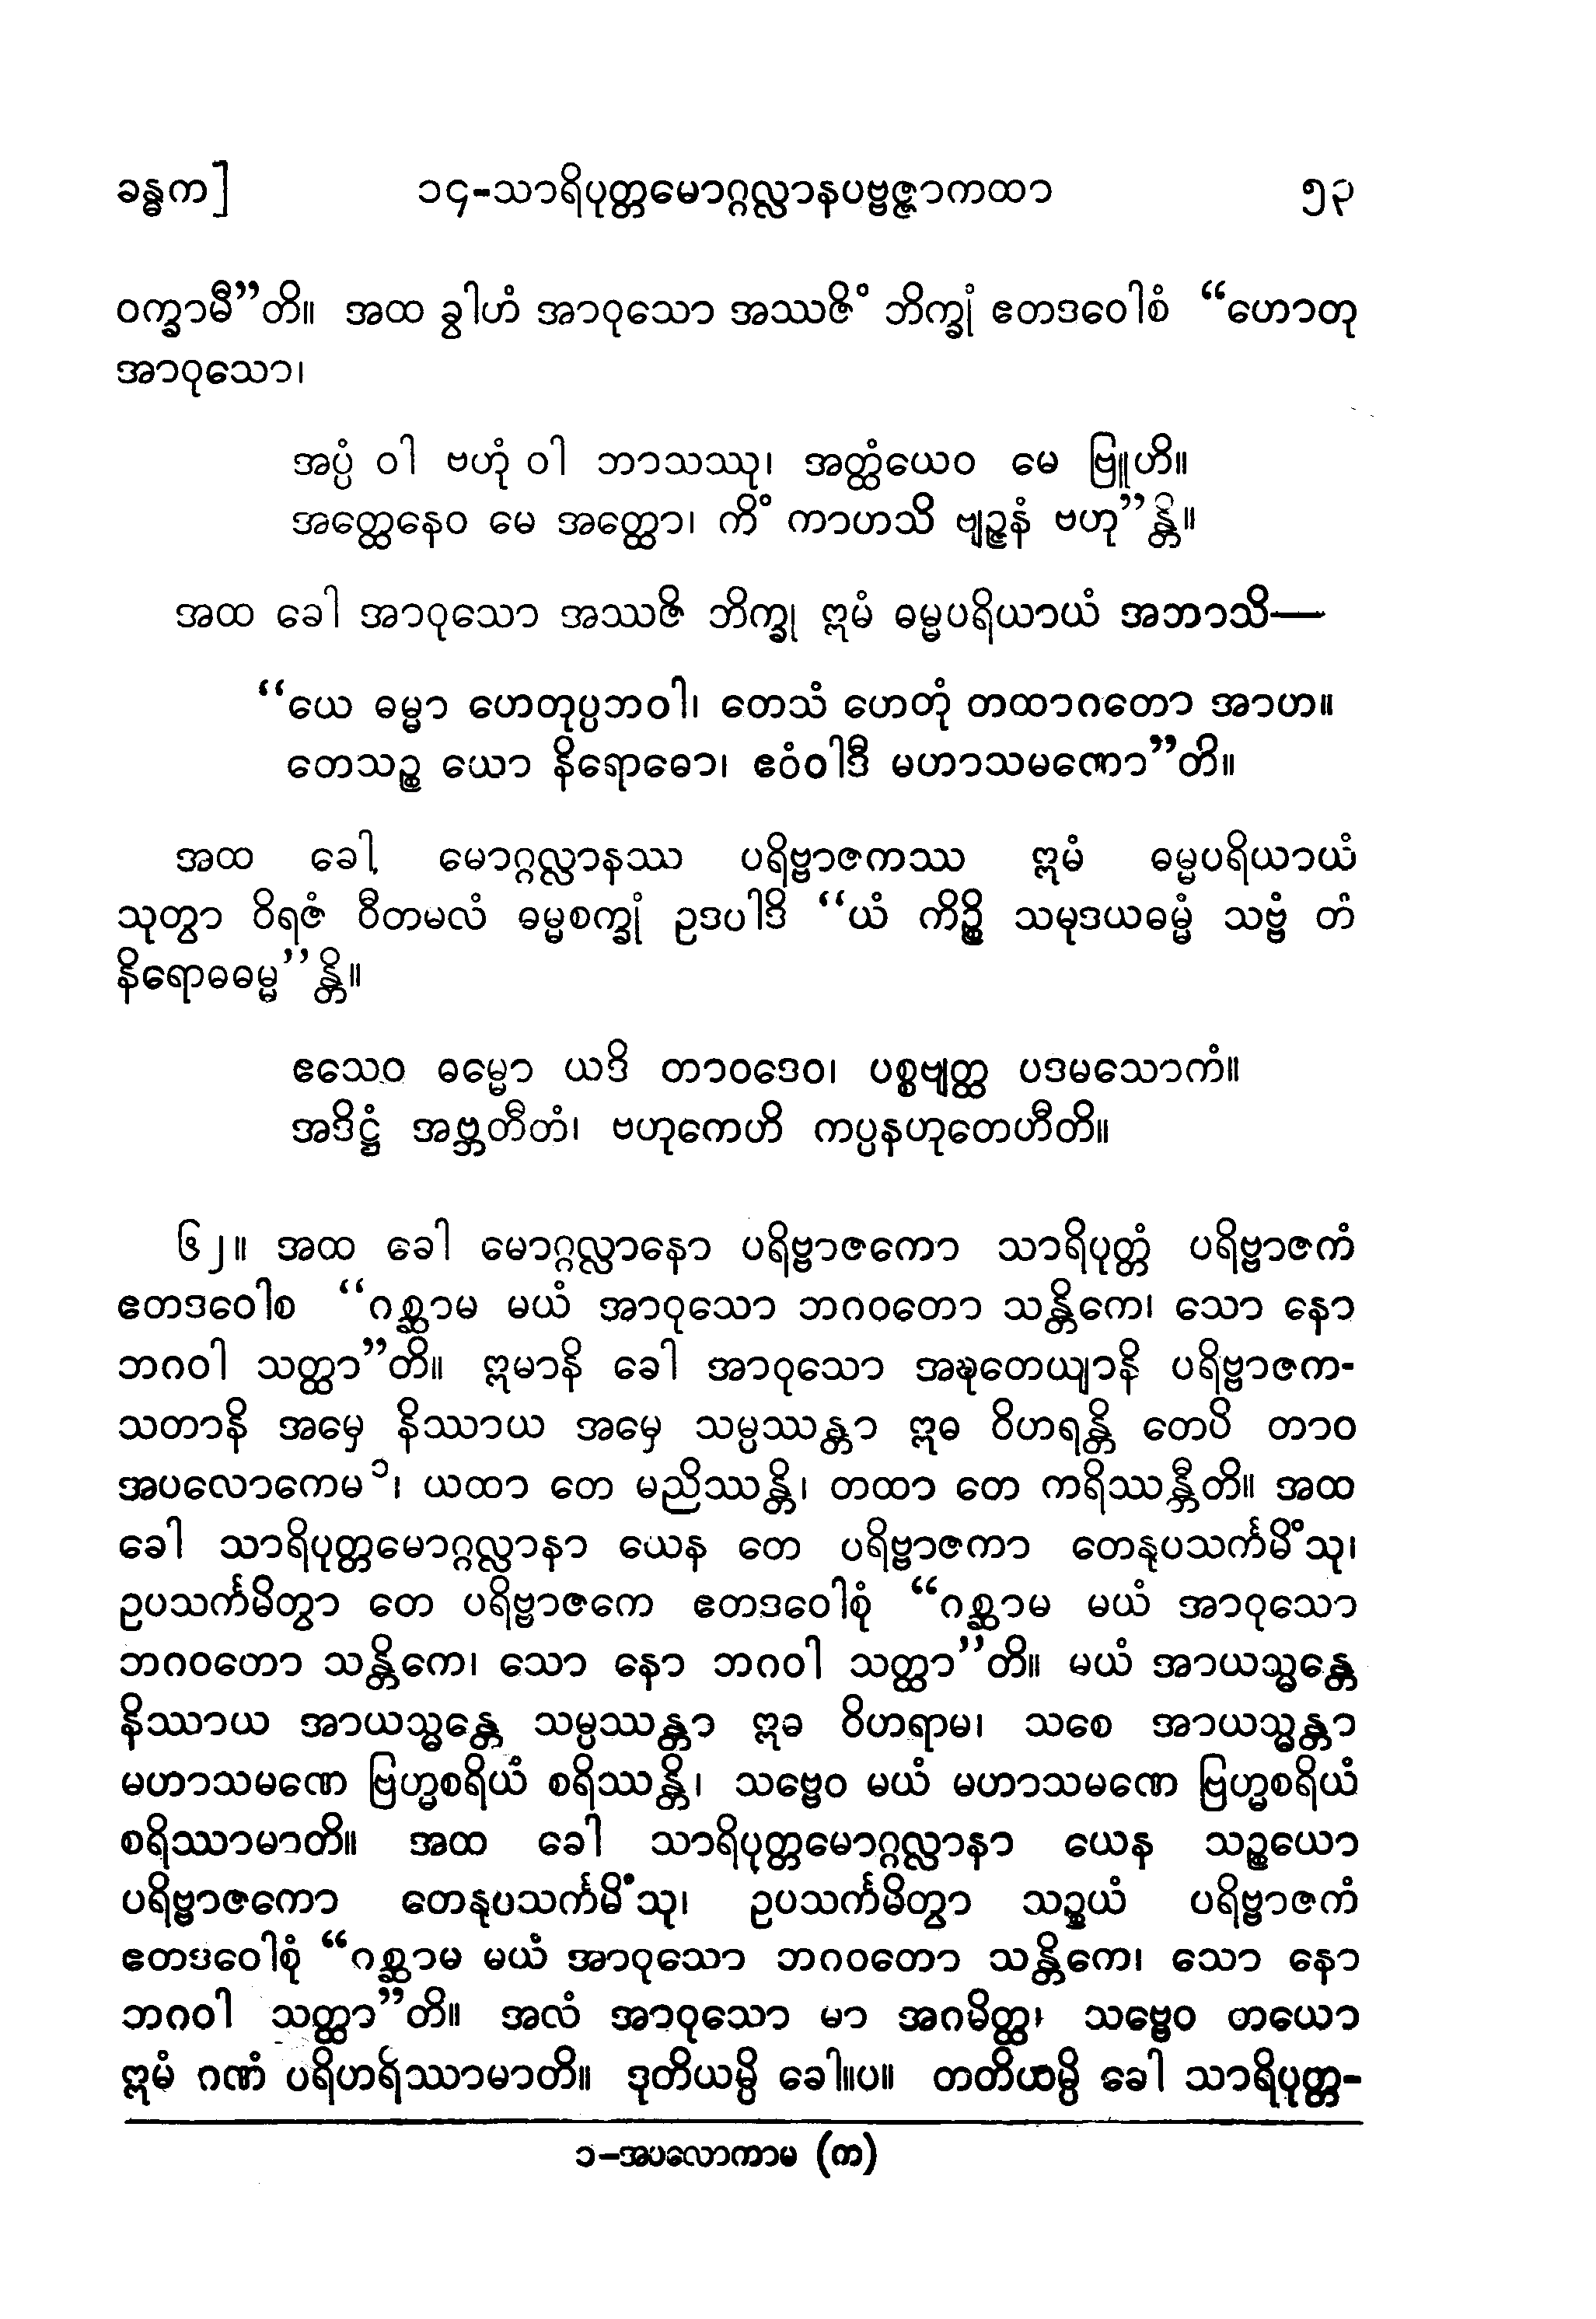 ခန္ဓက] ၁၄-သာရိပုတ္တမောဂ္ဂလ္လာနပဗ္ဗဇ္ဇာကထာ ၅၃
ဝက္ခာမီ”တိ။ အထ ခွါဟံ အာဝုသော အဿဇိံ ဘိက္ခုံ ဧတဒဝေါစံ “ဟောတု
အာဝုသော၊
အပ္ပံ ဝါ ဗဟုံ ဝါ ဘာသဿု၊ အတ္ထံယေဝ မေ ဗြူဟိ။
အတ္ထေနေဝ မေ အတ္ထော၊ ကိံ ကာဟသိ ဗျဉ္ဇနံ ဗဟု”န္တိ။
အထ ခေါ အာဝုသော အဿဇိ ဘိက္ခု ဣမံ ဓမ္မပရိယာယံ အဘာသိ—
“ယေ ဓမ္မာ ဟေတုပ္ပဘဝါ၊ တေသံ ဟေတုံ တထာဂတော အာဟ။
တေသဉ္စ ယော နိရောဓော၊ ဧဝံဝါဒီ မဟာသမဏော”တိ။
အထ ခေါ မောဂ္ဂလ္လာနဿ ပရိဗ္ဗာဇကဿ ဣမံ ဓမ္မပရိယာယံ
သုတွာ ဝိရဇံ ဝီတမလံ ဓမ္မစက္ခုံ ဥဒပါဒိ “ယံ ကိဉ္စိ သမုဒယဓမ္မံ သဗ္ဗံ တံ
နိရောဓဓမ္မ”န္တိ။
ဧသေဝ ဓမ္မော ယဒိ တာဝဒေဝ၊ ပစ္စဗျတ္ထ ပဒမသောကံ။
အဒိဋ္ဌံ အဗ္ဘတီတံ၊ ဗဟုကေဟိ ကပ္ပနဟုတေဟီတိ။
၆၂။ အထ ခေါ မောဂ္ဂလ္လာနော ပရိဗ္ဗာဇကော သာရိပုတ္တံ ပရိဗ္ဗာဇကံ
ဧတဒဝေါစ “ဂစ္ဆာမ မယံ အာဝုသော ဘဂဝတော သန္တိကေ၊ သော နော
ဘဂဝါ သတ္ထာ”တိ။ ဣမာနိ ခေါ အာဝုသော အဍ္ဎတေယျာနိ ပရိဗ္ဗာဇက-
သတာနိ အမှေ နိဿာယ အမှေ သမ္ပဿန္တာ ဣဓ ဝိဟရန္တိ တေပိ တာဝ
အပလောကေမ ၁၊ ယထာ တေ မညိဿန္တိ၊ တထာ တေ ကရိဿန္တီတိ။ အထ
ခေါ သာရိပုတ္တမောဂ္ဂလ္လာနာ ယေန တေ ပရိဗ္ဗာဇကာ တေနုပသင်္ကမိံသု၊
ဥပသင်္ကမိတွာ တေ ပရိဗ္ဗာဇကေ ဧတဒဝေါစုံ “ဂစ္ဆာမ မယံ အာဝုသော
ဘဂဝတော သန္တိကေ၊ သော နော ဘဂဝါ သတ္ထာ”တိ။ မယံ အာယသ္မန္တေ
နိဿာယ အာယသ္မန္တေ သမ္ပဿန္တာ ဣဓ ဝိဟရာမ၊ သစေ အာယသ္မန္တာ
မဟာသမဏေ ဗြဟ္မစရိယံ စရိဿန္တိ၊ သဗ္ဗေဝ မယံ မဟာသမဏေ ဗြဟ္မစရိယံ
စရိဿာမာတိ။ အထ ခေါ သာရိပုတ္တမောဂ္ဂလ္လာနာ ယေန သဉ္စယော
ပရိဗ္ဗာဇကော တေနုပသင်္ကမိံသု၊ ဥပသင်္ကမိတွာ သဉ္စယံ ပရိဗ္ဗာဇကံ
ဧတဒဝေါစုံ “ဂစ္ဆာမ မယံ အာဝုသော ဘဂဝတော သန္တိကေ၊ သော နော
ဘဂဝါ သတ္ထာ”တိ။ အလံ အာဝုသော မာ အဂမိတ္ထ၊ သဗ္ဗေဝ တယော
ဣမံ ဂဏံ ပရိဟရိဿာမာတိ။ ဒုတိယမ္ပိ ခေါ။ပ။ တတိယမ္ပိ ခေါ သာရိပုတ္တ-
၁-အပလောကာမ (က)